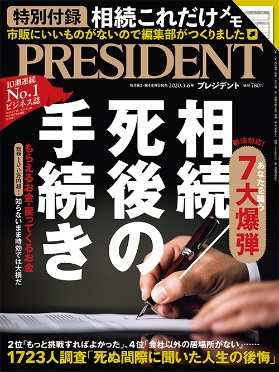 特別付録 相続これだけメモ
市販にいいものがないので編集部がつくりました
PRESIDENT
10期連続
No.1
ビジネス誌
2020.3.6号
プレジデント
780円
相続
死後の
手続き
新法対応!
あなたを襲う
7大爆弾
もらえるお金・戻ってくるお金
知らないまま時効では大損だ
2位「もっと挑戦すればよかった」、4位「会社以外の居場所がない」……
1723人調査「死ぬ間際に聞いた人生の後悔」